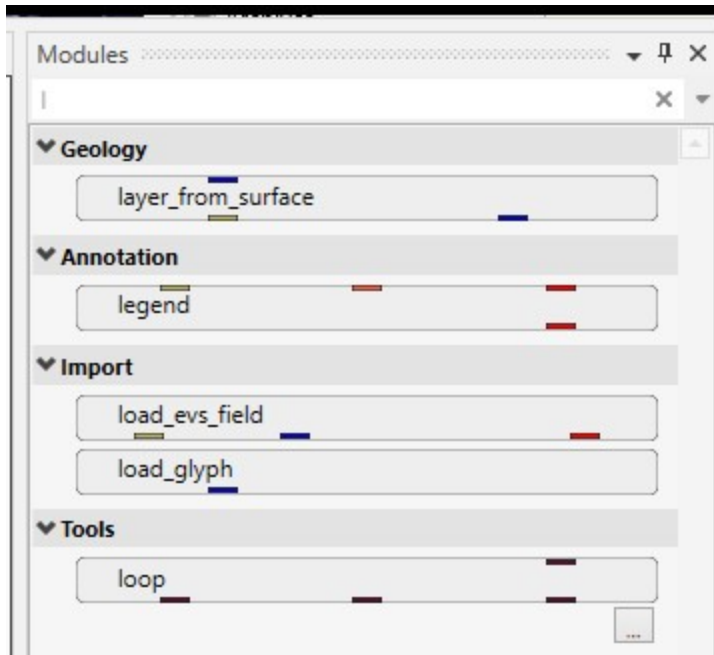 Modules
l
Geology
layer_from_surface
Annotation
legend
Import
load_evs_field
load_glyph
Tools
loop
...